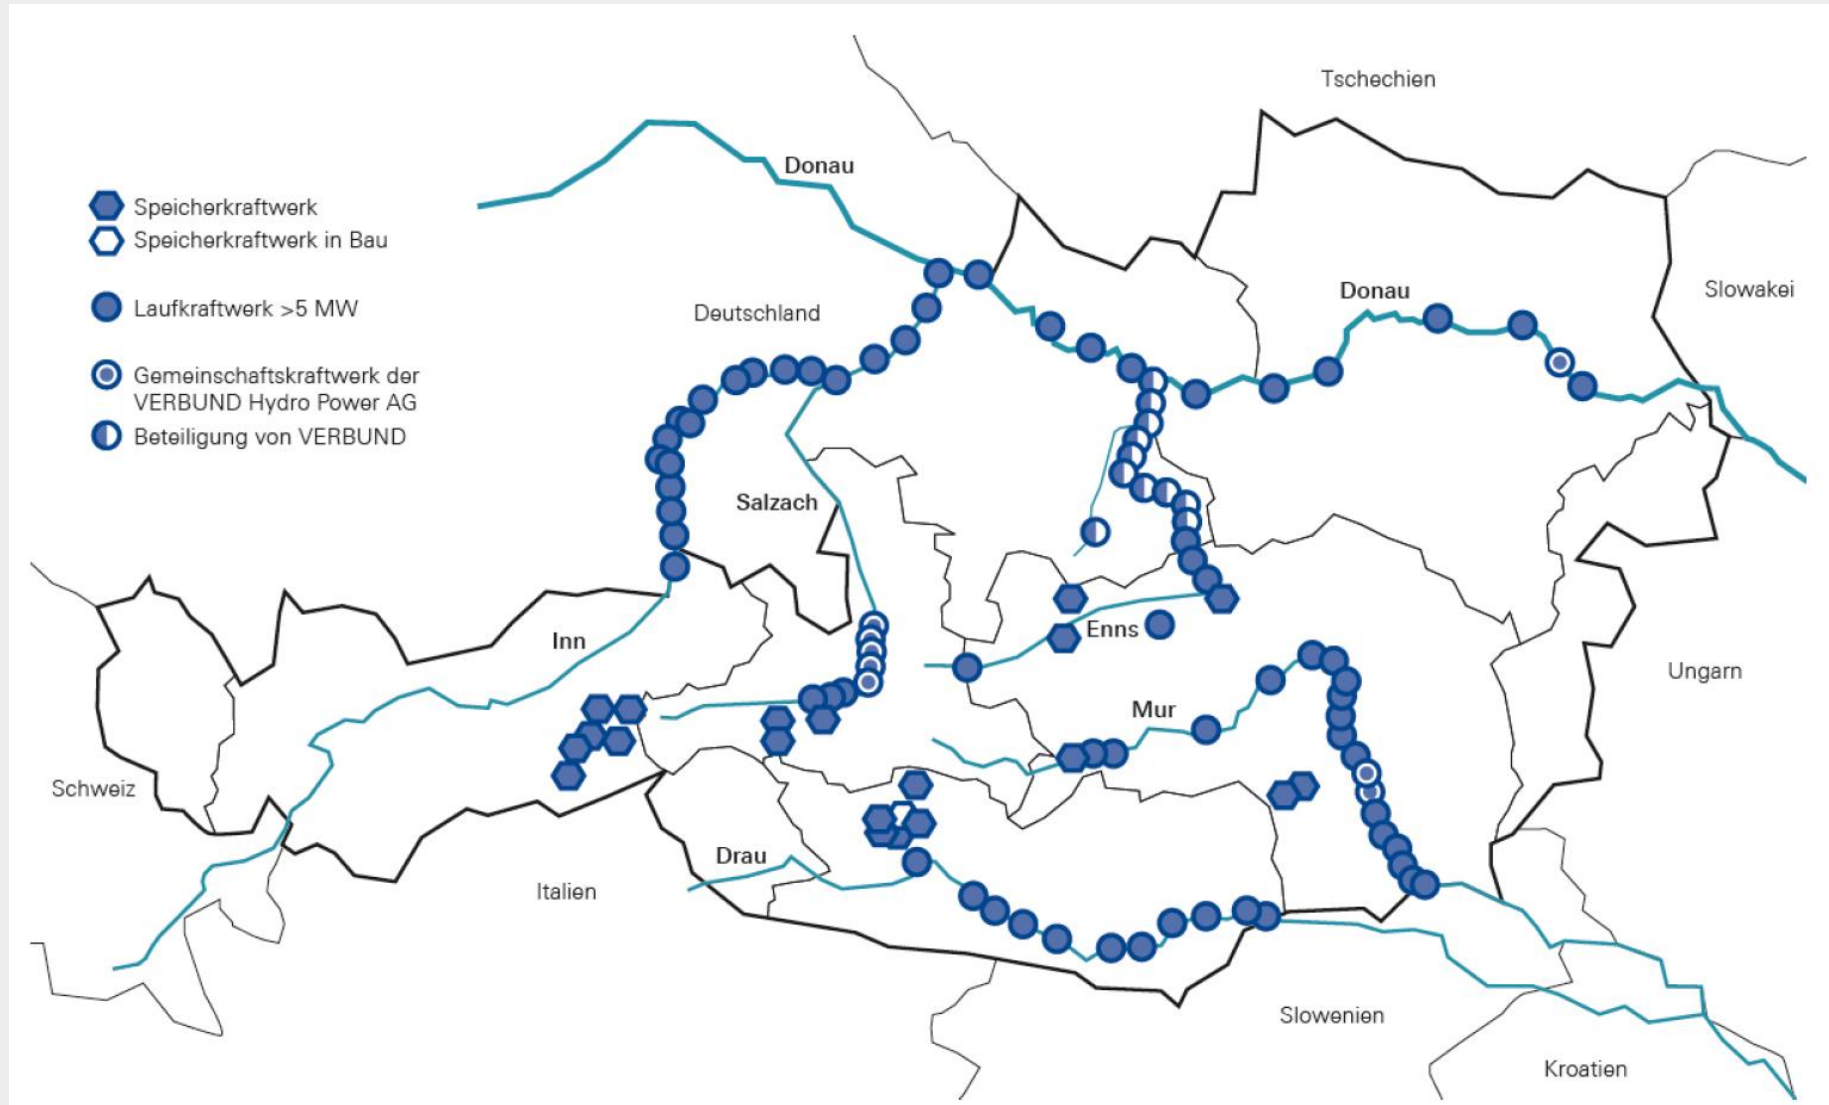 Tschechien
Donau
Speicherkraftwerk
Speicherkraftwerk in Bau
Laufkraftwerk >5 MW
Gemeinschaftskraftwerk der
VERBUND Hydro Power AG
Beteiligung von VERBUND
Deutschland
Donau
Slowakei
Salzach
Inn
Enns
Ungarn
Mur
Schweiz
Drau
Italien
Slowenien
Kroatien